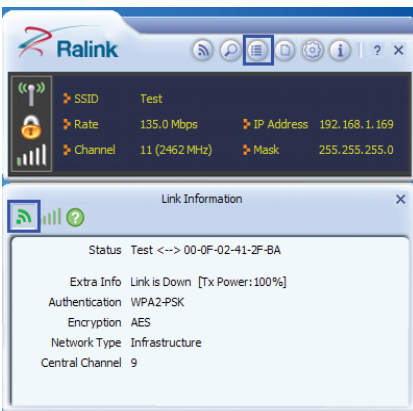 Ralink
? ×
SSID Test
Rate 135.0 Mbps IP Address 192.168.1.169
Channel 11 (2462 MHz) Mask 255.255.255.0
Link Information ×
?
Status Test <--> 00-0F-02-41-2F-BA
Extra Info Link is Down [Tx Power:100%]
Authentication WPA2-PSK
Encryption AES
Network Type Infrastructure
Central Channel 9